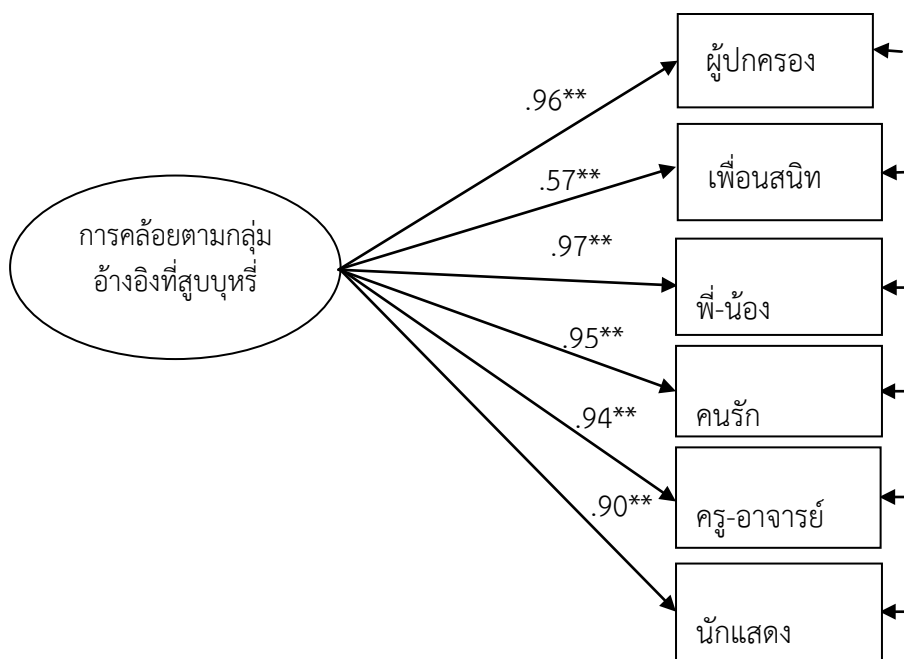 ผู้ปกครอง
.96**
.57**
เพื่อนสนิท
การคล้อยตามกลุ่ม
อ้างอิงที่สูบบุหรี่
.97**
พี่-น้อง
.95**
คนรัก
.94**
ครู-อาจารย์
.90**
นักแสดง